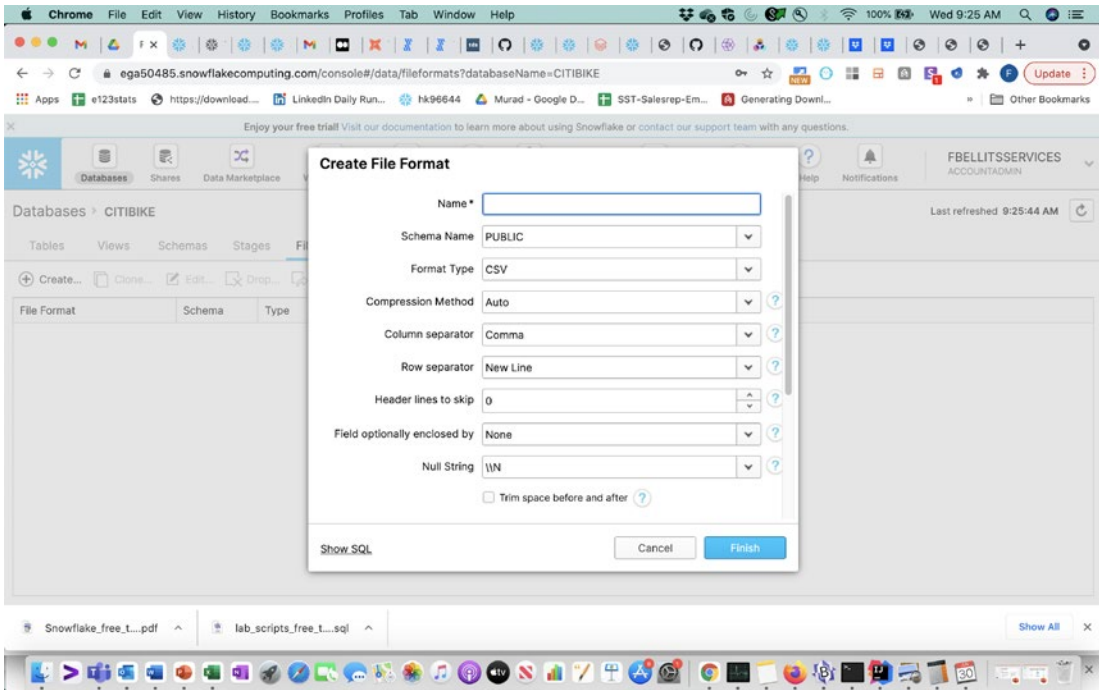 Chrome File Edit View History Bookmarks Profiles Tab Window Help 100% Wed 9:25 AM
ega50485.snowflakecomputing.com/console#/data/fileformats?databaseName=CITIBIKE NEW F Update
Apps e123stats https://download.... LinkedIn Daily Run... hk96644 Murad - Google D... SST-Salesrep-Em... Generating Downl... » Other Bookmarks
Enjoy your free trial! Visit our documentation to learn more about using Snowflake or contact our support team with any questions.
Databases Shares Data Marketplace Help Notifications FBELLITSSERVICES
ACCOUNTADMIN
Databases > CITIBIKE Last refreshed 9:25:44 AM
Tables Views Schemas Stages Fil
Create... Clone... Edit... Drop...
File Format Schema Type
Create File Format
Name *
Schema Name PUBLIC
Format Type CSV
Compression Method Auto ?
Column separator Comma ?
Row separator New Line ?
Header lines to skip 0 ?
Field optionally enclosed by None ?
Null String \\N ?
Trim space before and after ?
Show SQL Cancel Finish
Snowflake_free_t....pdf lab_scripts_free_t....sql Show All
tv 30